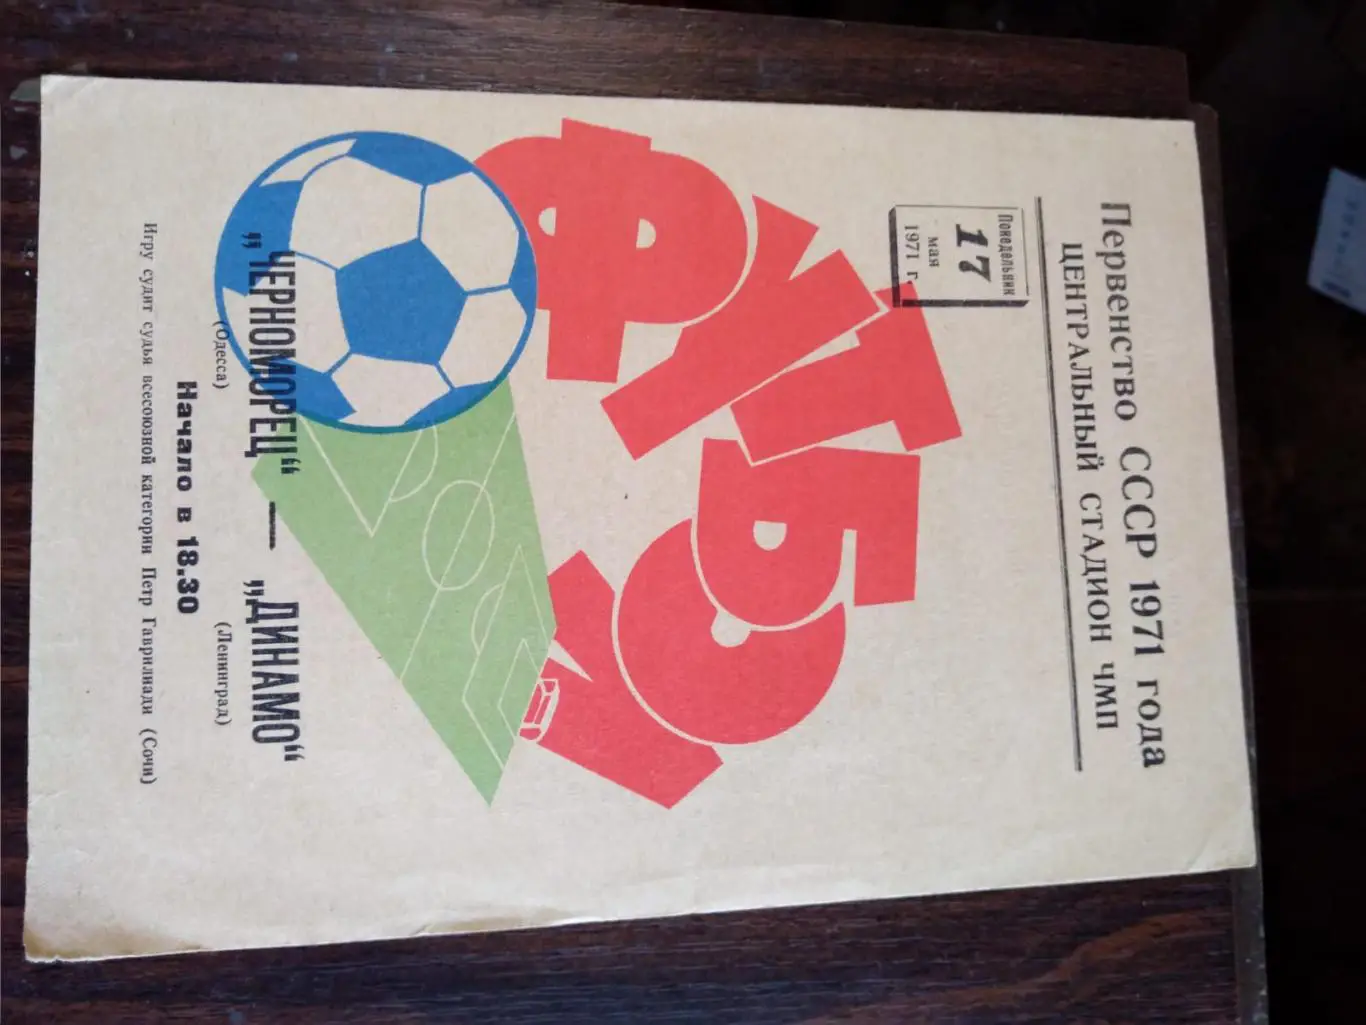 Первенство СССР 1971 года
ЦЕНТРАЛЬНЫЙ СТАДИОН ЧМП
Понедельник
17
мая
1971 г.
ФУТБОЛ
„ЧЕРНОМОРЕЦ“ — „ДИНАМО“
(Одесса) (Ленинград)
Начало в 18.30
Игру судит судья всесоюзной категории Петр Гаврилиади (Сочи)